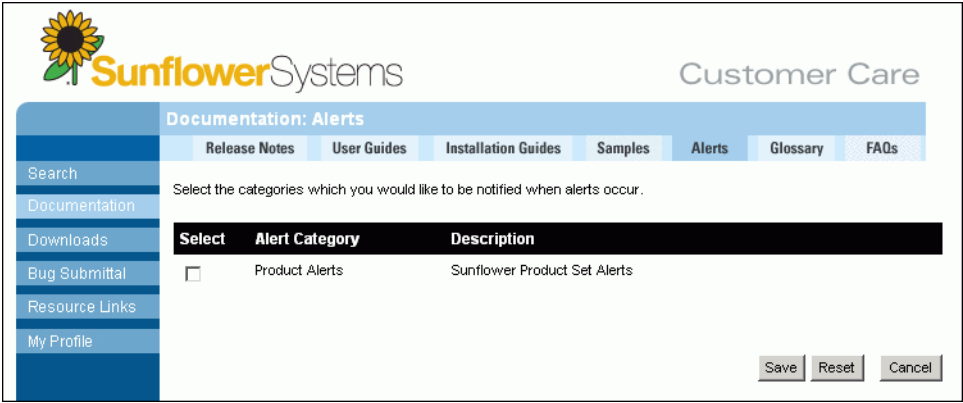 SunflowerSystems
Customer Care
Documentation: Alerts
Release Notes User Guides Installation Guides Samples Alerts Glossary FAQs
Search
Documentation
Downloads
Bug Submittal
Resource Links
My Profile
Select the categories which you would like to be notified when alerts occur.
Select Alert Category Description
Product Alerts Sunflower Product Set Alerts
Save Reset Cancel